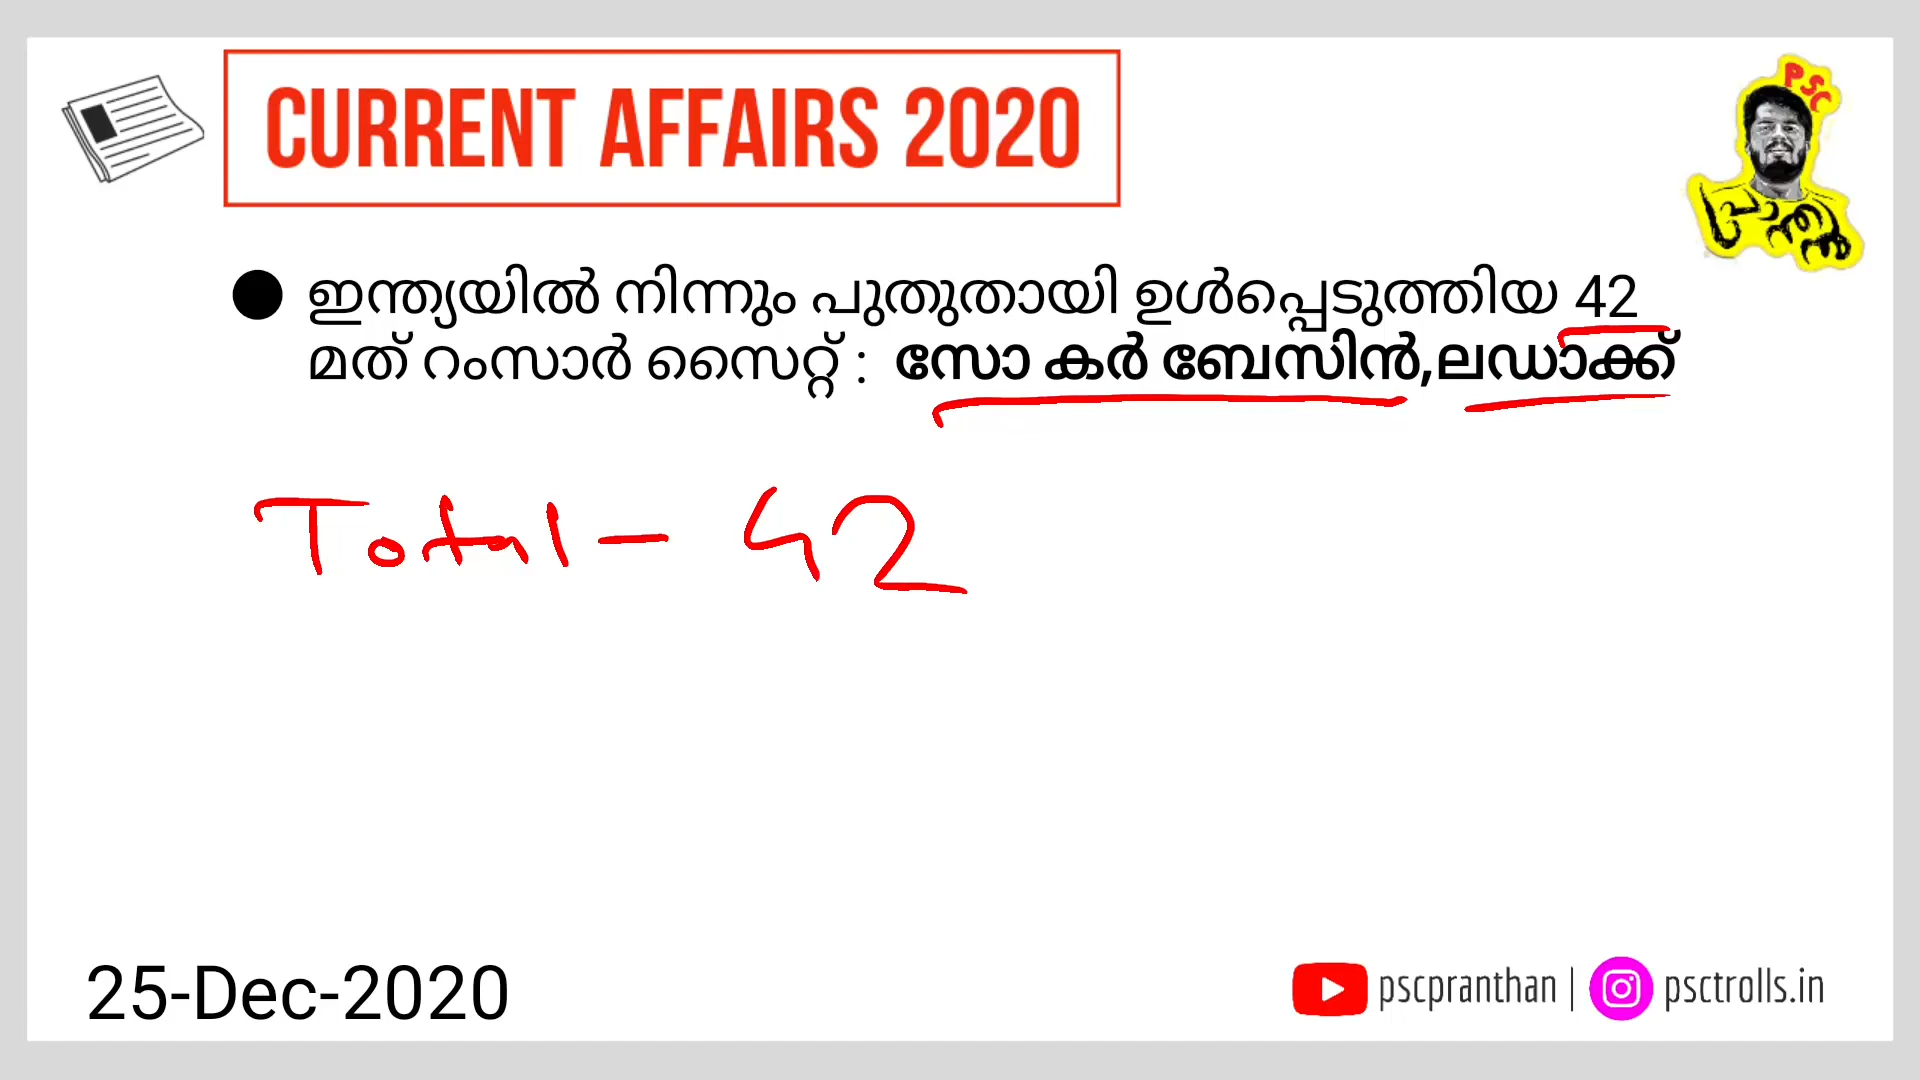 CURRENT AFFAIRS 2020
PSC
പ്രാന്തൻ
● ഇന്ത്യയിൽ നിന്നും പുതുതായി ഉൾപ്പെടുത്തിയ 42
മത് റംസാർ സൈറ്റ് : സോ കർ ബേസിൻ,ലഡാക്ക്
Total - 42
25-Dec-2020
pscpranthan | psctrolls.in